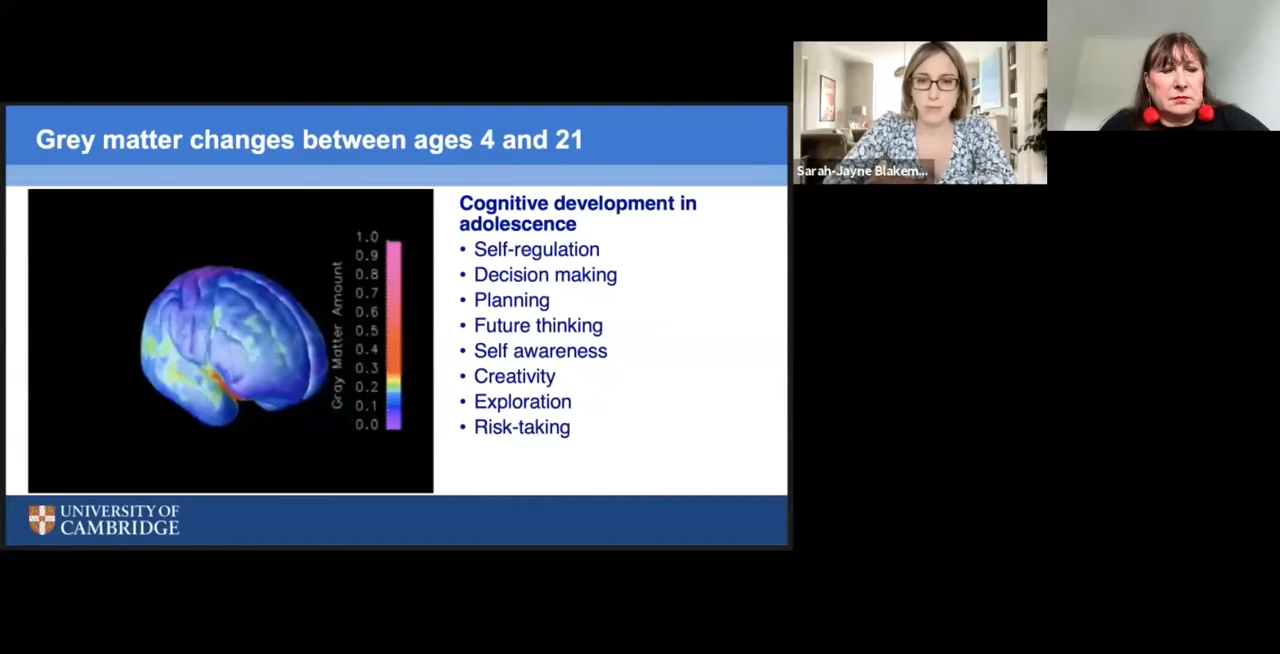 Grey matter changes between ages 4 and 21
Gray Matter Amount
1.0
0.9
0.8
0.7
0.6
0.5
0.4
0.3
0.2
0.1
0.0
Cognitive development in
adolescence
• Self-regulation
• Decision making
• Planning
• Future thinking
• Self awareness
• Creativity
• Exploration
• Risk-taking
UNIVERSITY OF
CAMBRIDGE
Sarah-Jayne Blakem...